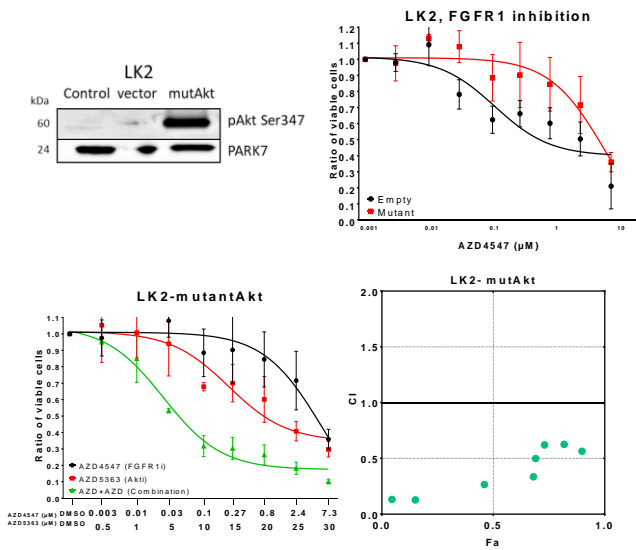 LK2
kDa
Control vector mutAkt
60
pAkt Ser347
24
PARK7
LK2, FGFR1 inhibition
Ratio of viable cells
1.2
1.1
1.0
0.9
0.8
0.7
0.6
0.5
0.4
0.3
0.2
0.1
0.0
Empty
Mutant
0.001 0.01 0.1 1 10
AZD4547 (µM)
LK2-mutantAkt
Ratio of viable cells
1.1
1.0
0.9
0.8
0.7
0.6
0.5
0.4
0.3
0.2
0.1
0.0
AZD4547 (FGFR1i)
AZD5363 (Akti)
AZD+AZD (Combination)
AZD4547 (µM) DMSO 0.003 0.01 0.03 0.1 0.27 0.8 2.4 7.3
AZD5363 (µM) DMSO 0.5 1 5 10 15 20 25 30
LK2- mutAkt
CI
2.0
1.5
1.0
0.5
0.0
0.0 0.5 1.0
Fa